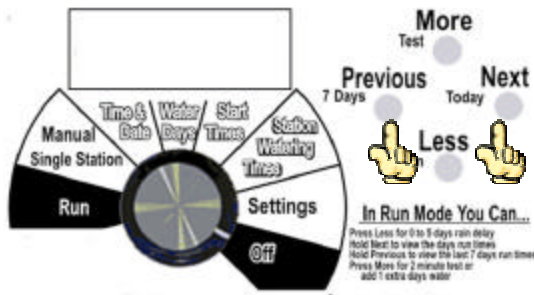 More
Test
Previous
7 Days
Next
Today
Less
Time & Date
Water Days
Start Times
Station Watering Times
Manual
Single Station
Run
Settings
Off
In Run Mode You Can...
Press Less for 0 to 9 days rain delay
Hold Next to view the days run times
Hold Previous to view the last 7 days run times
Press More for 2 minute test or
add 1 extra days water